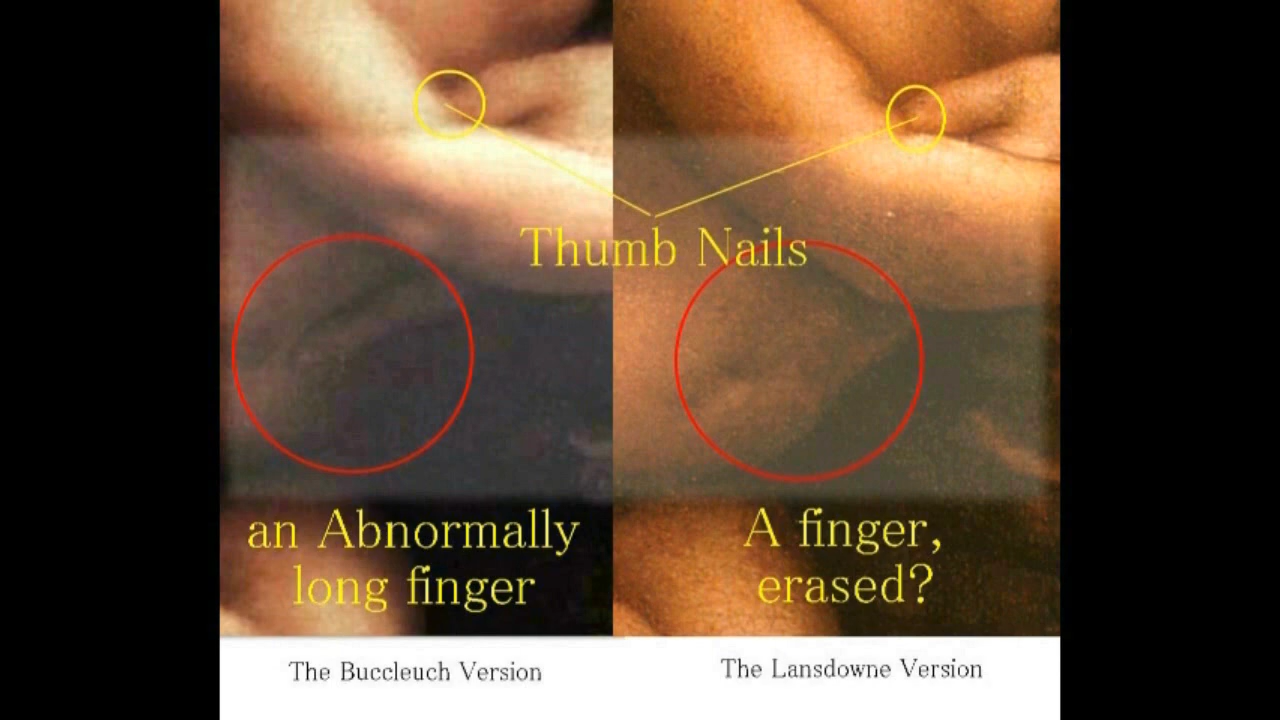 Thumb Nails
an Abnormally
long finger
A finger,
erased?
The Buccleuch Version
The Lansdowne Version